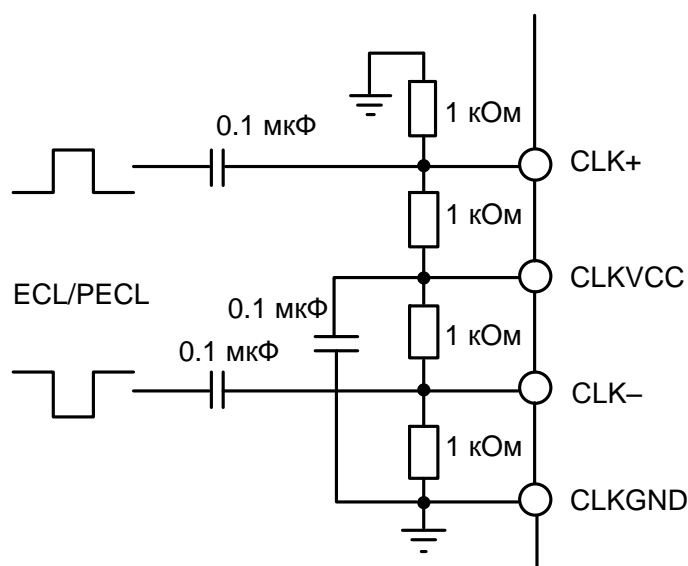 1 кОм
0.1 мкФ
CLK+
1 кОм
CLKVCC
ECL/PECL
0.1 мкФ
1 кОм
0.1 мкФ
CLK–
1 кОм
CLKGND